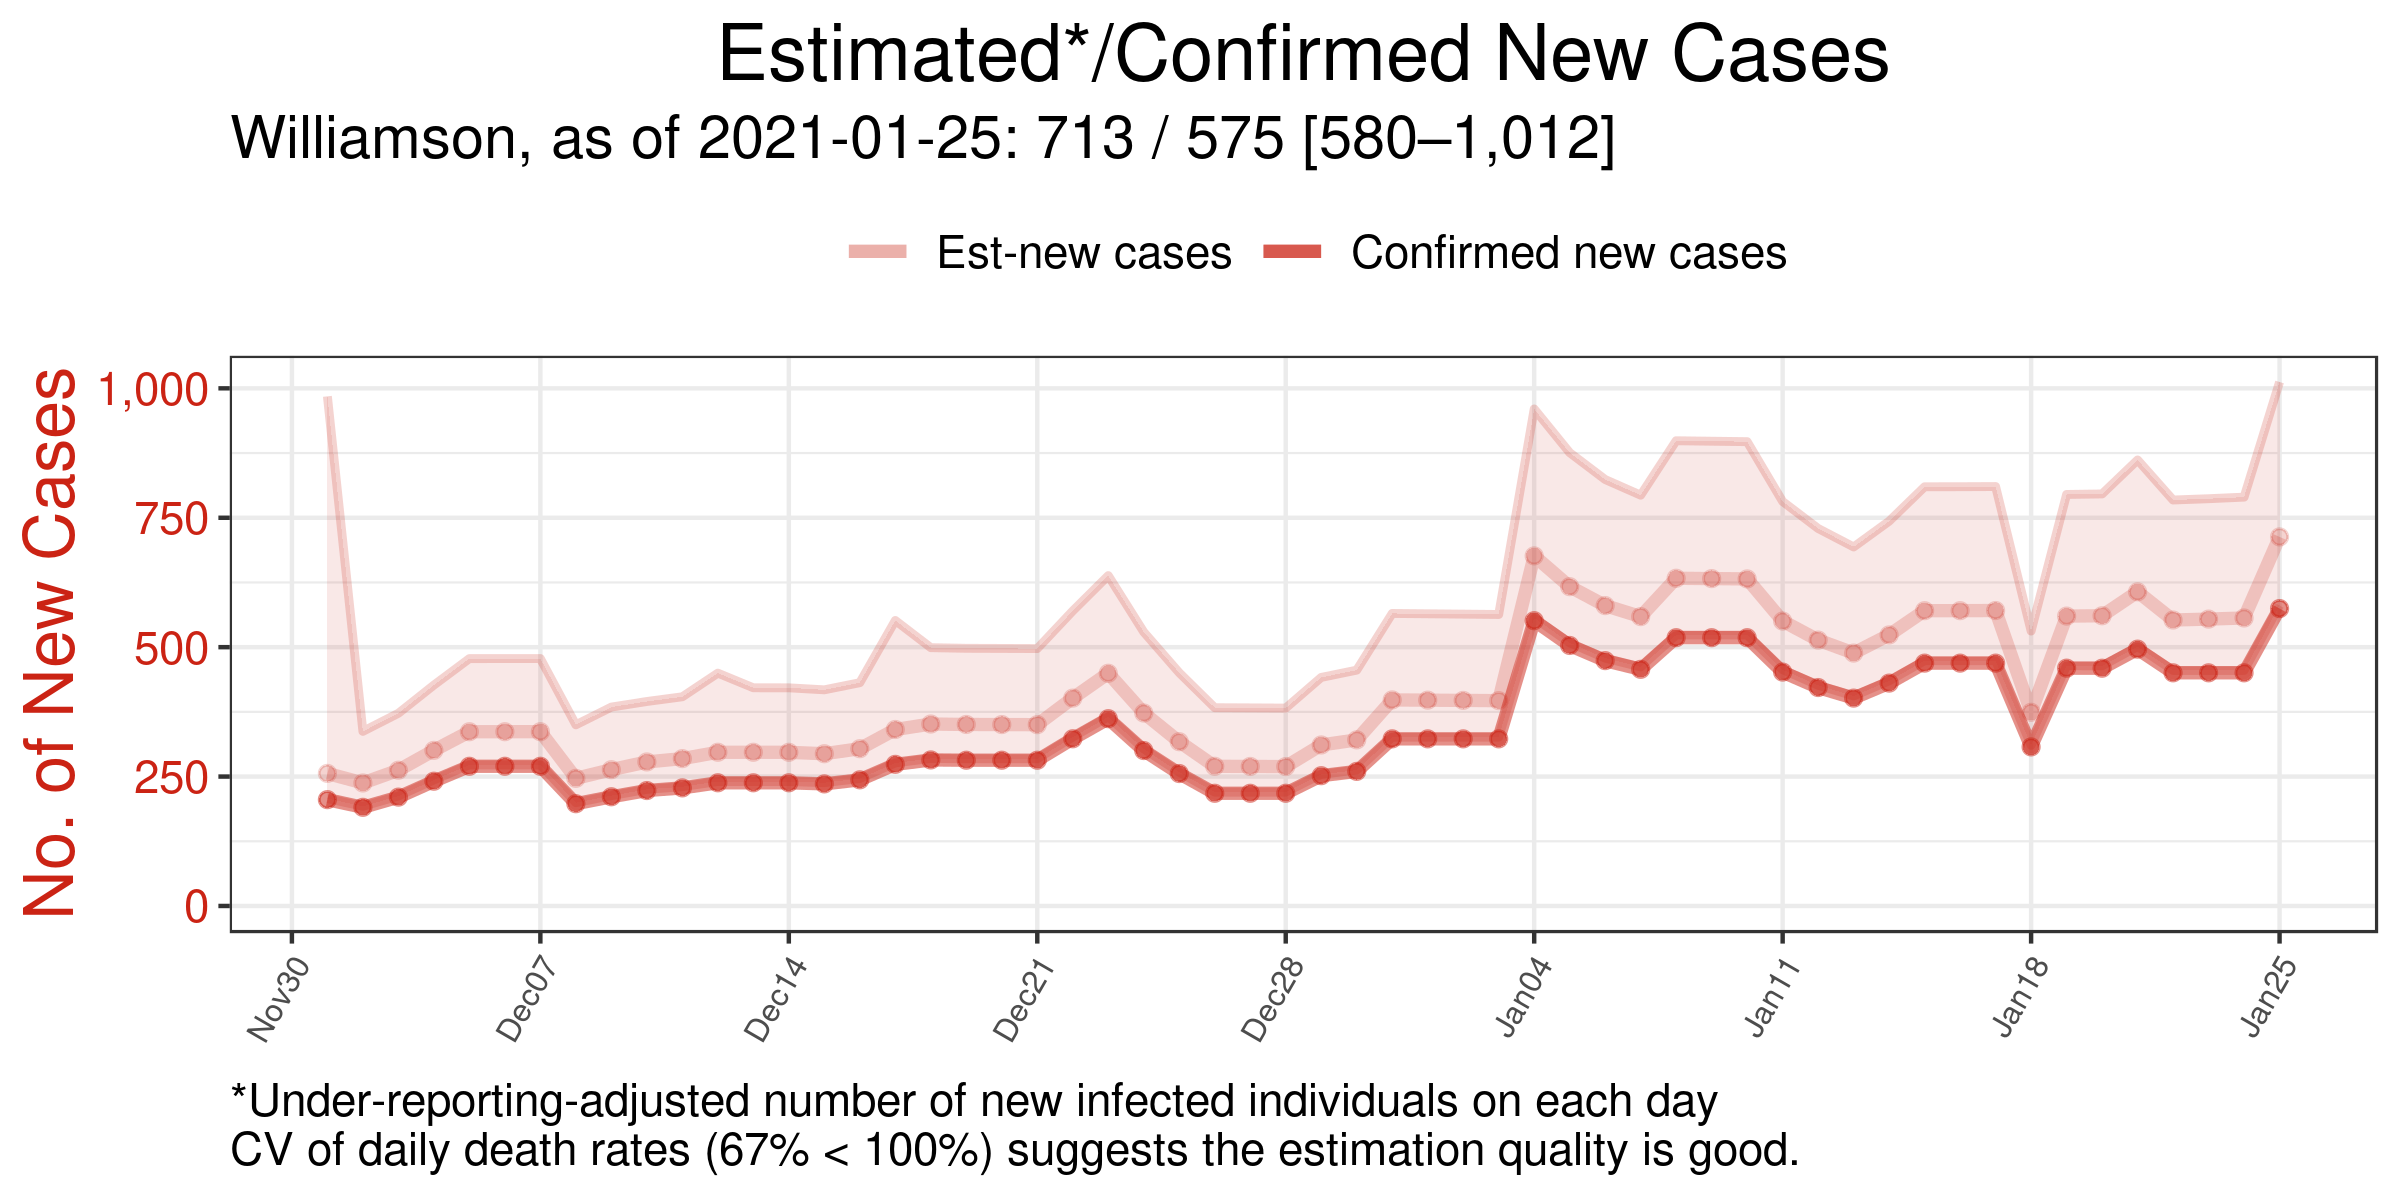 Estimated*/Confirmed New Cases
Williamson, as of 2021-01-25: 713 / 575 [580–1,012]
Est-new cases
Confirmed new cases
No. of New Cases
1,000
750
500
250
0
Nov30
Dec07
Dec14
Dec21
Dec28
Jan04
Jan11
Jan18
Jan25
*Under-reporting-adjusted number of new infected individuals on each day
CV of daily death rates (67% < 100%) suggests the estimation quality is good.